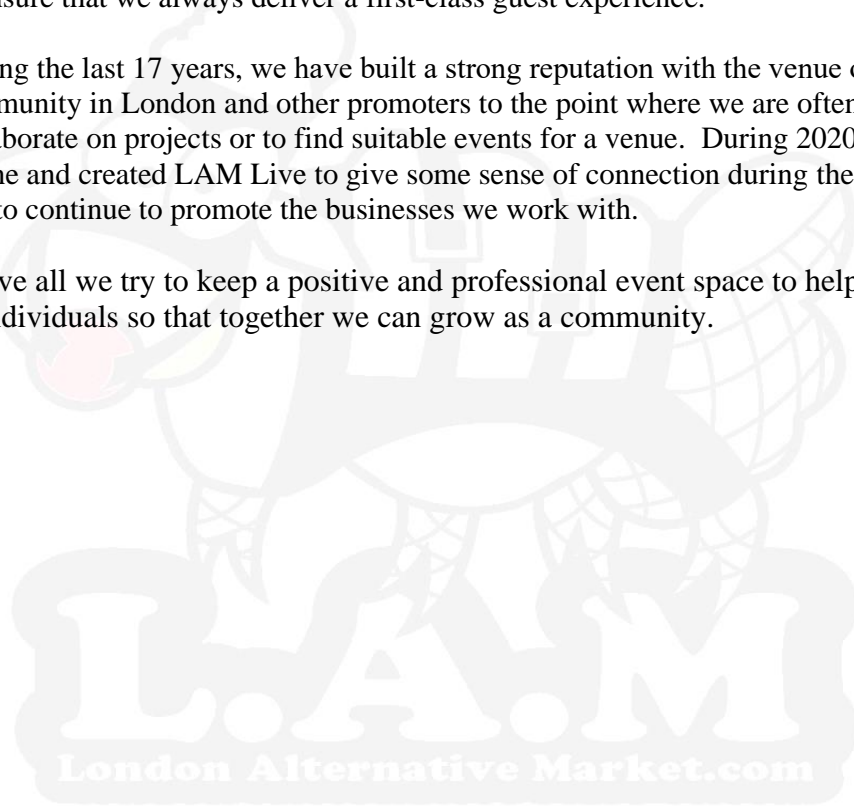 sure that we always deliver a first-class guest experience.
ng the last 17 years, we have built a strong reputation with the venue
munity in London and other promoters to the point where we are often
aborate on projects or to find suitable events for a venue. During 2020
ne and created LAM Live to give some sense of connection during the
to continue to promote the businesses we work with.
ve all we try to keep a positive and professional event space to help
dividuals so that together we can grow as a community.
L.A.M
London Alternative Market.com